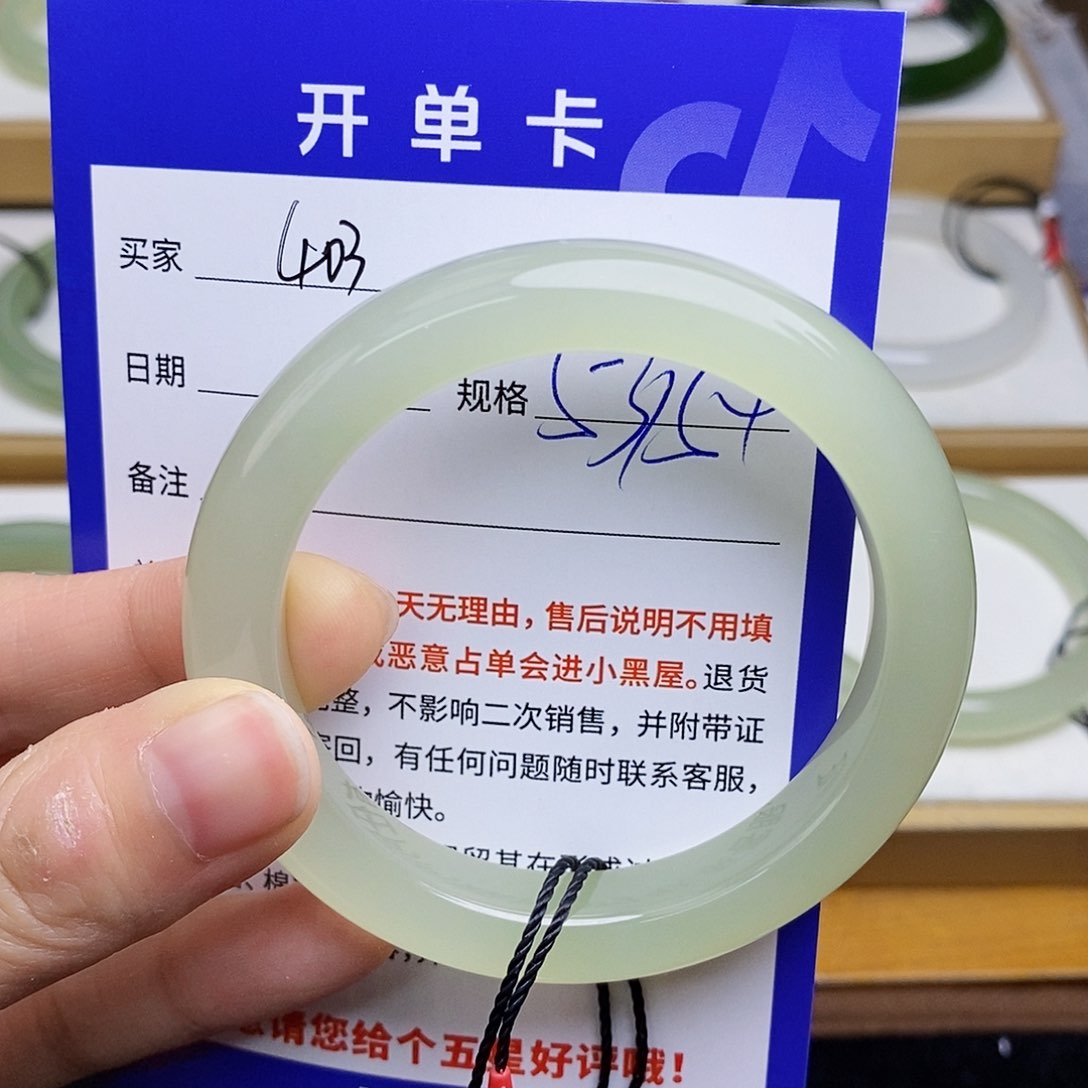 开单卡
买家 403
日期
规格
备注
天无理由，售后说明不用填
恶意占单会进小黑屋。退货
整，不影响二次销售，并附带证
回，有任何问题随时联系客服，
愉快。
请您给个五星好评哦！